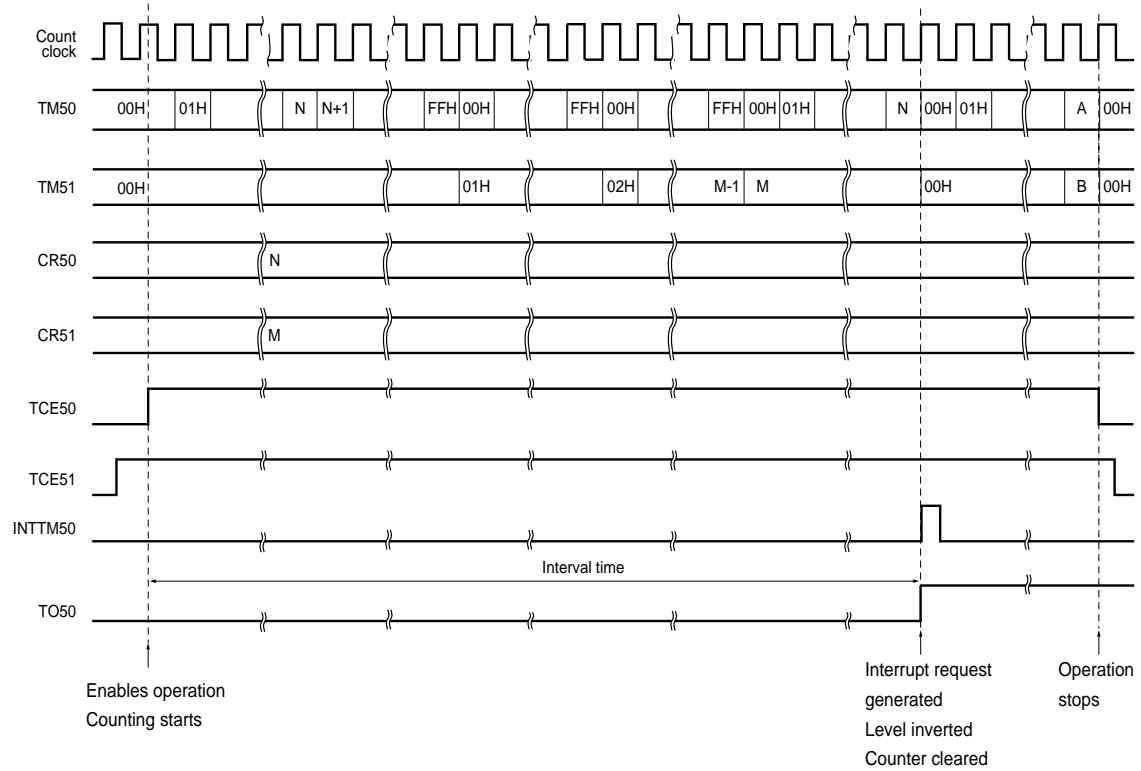 Count
clock
TM50 00H 01H N N+1 FFH 00H FFH 00H FFH 00H 01H N 00H 01H A 00H
TM51 00H 01H 02H M-1 M 00H B 00H
CR50 N
CR51 M
TCE50
TCE51
INTTM50
Interval time
TO50
Enables operation
Counting starts
Interrupt request
generated
Level inverted
Counter cleared
Operation
stops